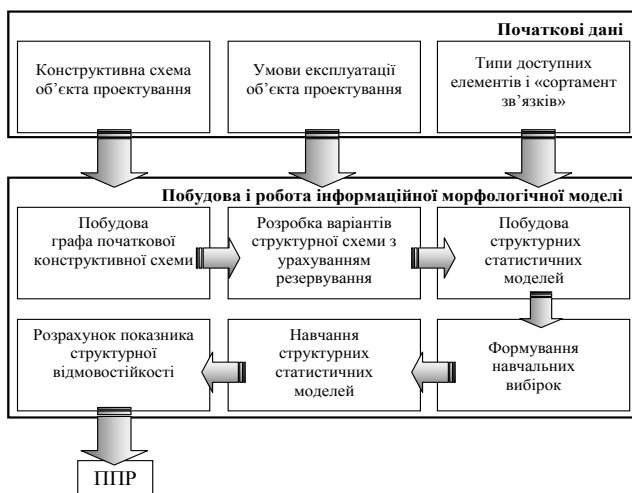 Початкові дані
Конструктивна схема
об’єкта проектування
Умови експлуатації
об’єкта проектування
Типи доступних
елементів і «сортамент
зв’язків»
Побудова і робота інформаційної морфологічної моделі
Побудова
графа початкової
конструктивної схеми
Розробка варіантів
структурної схеми з
урахуванням
резервування
Побудова
структурних
статистичних
моделей
Формування
навчальних
вибірок
Навчання
структурних
статистичних
моделей
Розрахунок показника
структурної
відмовостійкості
ППР